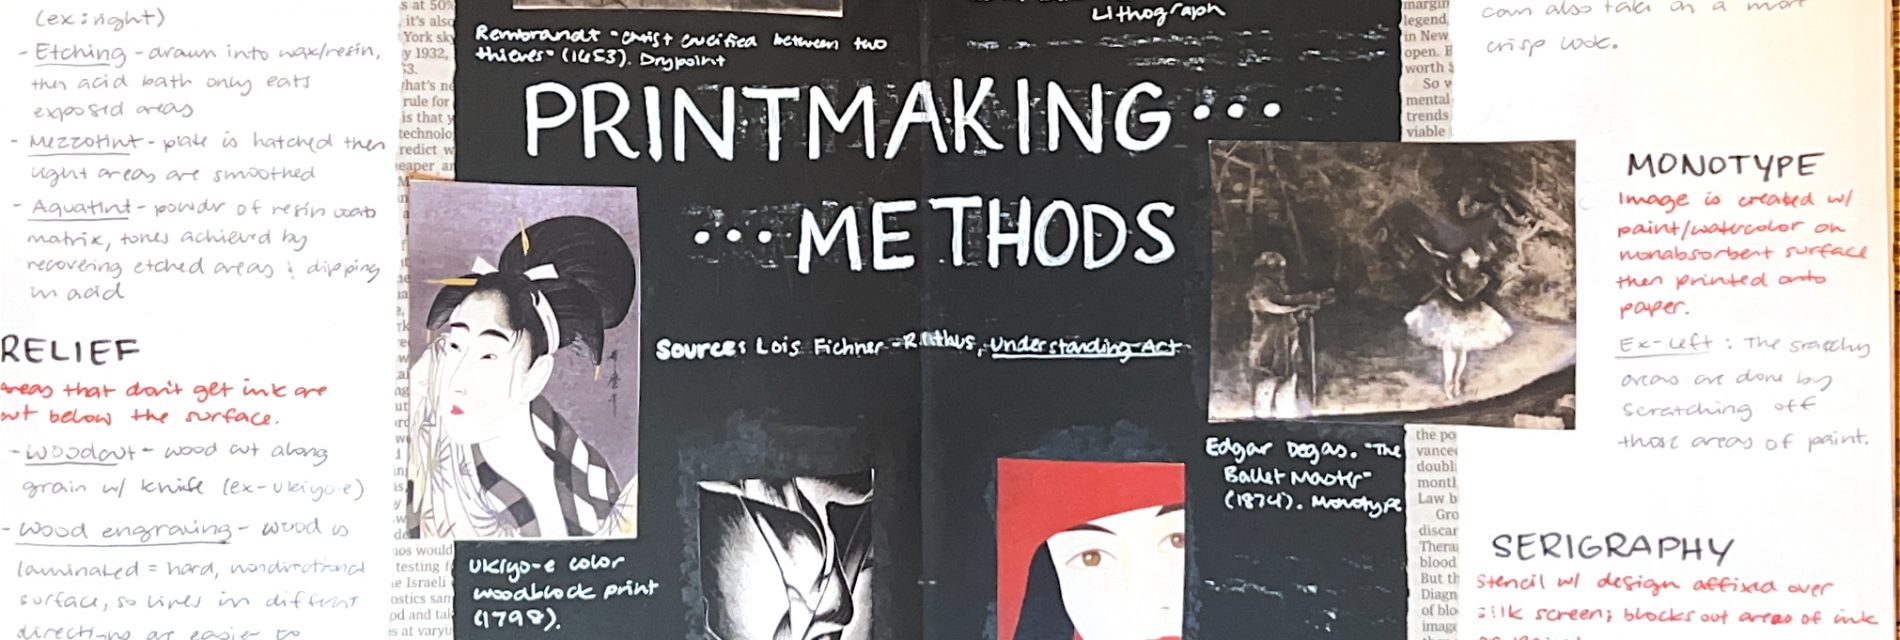 (ex: right)
- Etching - drawn into wax/resin,
then acid bath only eats
exposed areas
- Mezzotint - plate is hatched then
light areas are smoothed
- Aquatint - powder of resin coats
matrix, tones achieved by
recovering etched areas & dipping
in acid
RELIEF
areas that don't get ink are
cut below the surface.
- Woodcut - wood cut along
grain w/ knife (ex - ukiyo-e)
- Wood engraving - wood is
laminated = hard, nondirectional
surface, so lines in different
directions are easier to
s at 50%
it's also
York sky
y 1932,
3.
hat's ne
rule for
is that y
technolo
redict w
eaper an
Rembrandt "Christ Crucified between two
thieves" (1653). Drypoint
Lithograph
PRINTMAKING...
...METHODS
Source: Lois Fichner-Rathus, Understanding Art
Ukiyo-e color
woodblock print
(1798).
nos would
testing f
e Israeli
ostics sam
od and tak
s at varyu
Edgar Degas. "The
Ballet Master"
(1874). Monotype
margin
legend,
in New
open. B
worth $
So v
mental
trends
viable
the po
vance
doubl
montl
Law b
Gro
discar
Thera
blood
But th
Diagn
of blo
image
can also take on a more
crisp look.
MONOTYPE
Image is created w/
paint/watercolor on
nonabsorbent surface
then printed onto
paper.
Ex-left : The scratchy
areas are done by
scratching off
those areas of paint.
SERIGRAPHY
Stencil w/ design affixed over
silk screen; blocks out areas of ink